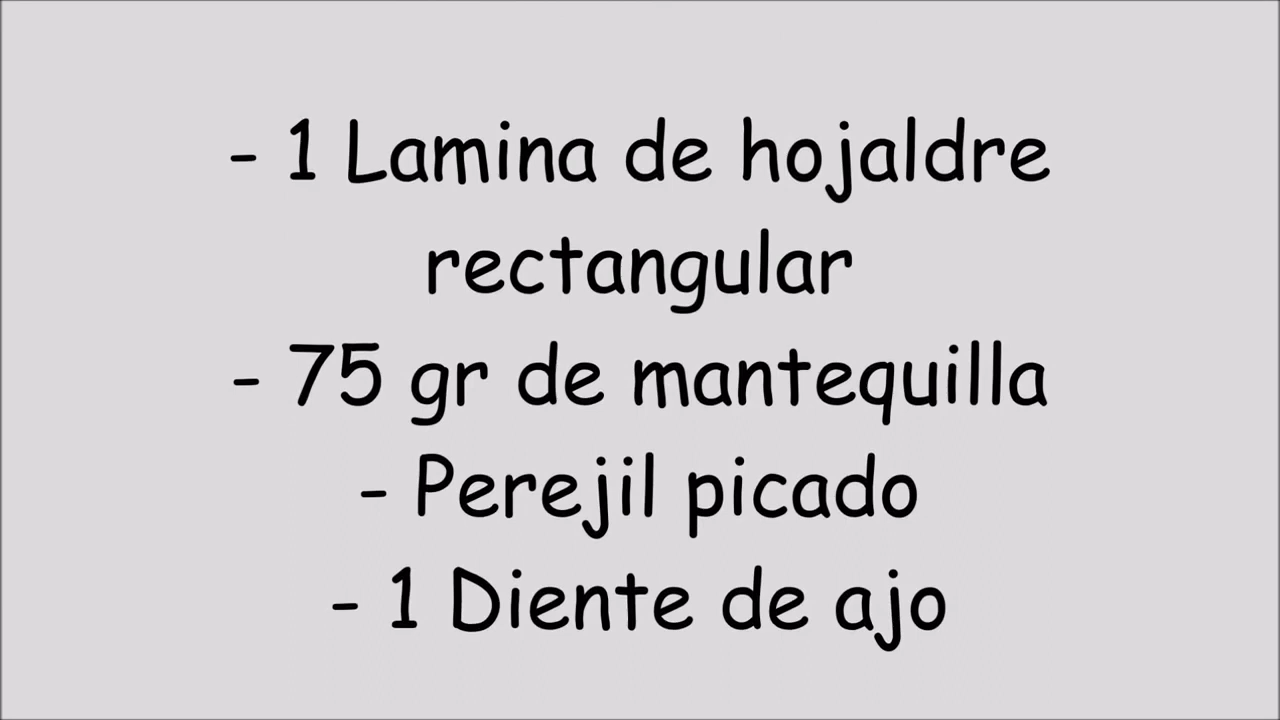 - 1 Lamina de hojaldre
rectangular
- 75 gr de mantequilla
- Perejil picado
- 1 Diente de ajo